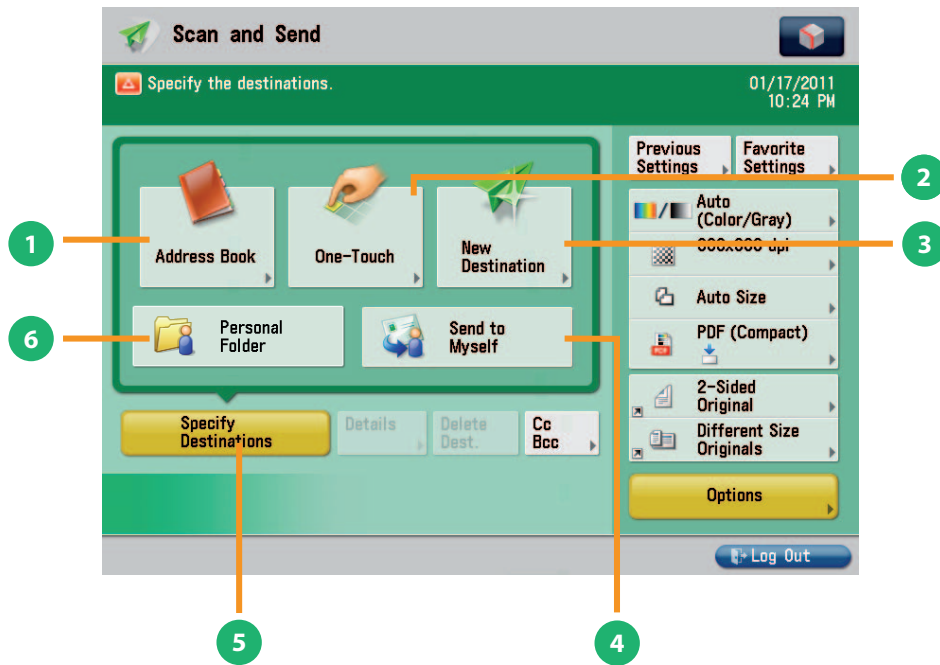 Scan and Send
Specify the destinations.
01/17/2011
10:24 PM
Previous
Settings
Favorite
Settings
2
1
Address Book
One-Touch
New
Destination
Auto
(Color/Gray)
3
dpi
Auto Size
6
Personal
Folder
Send to
Myself
PDF (Compact)
PDF
Specify
Destinations
Details
Delete
Dest.
Cc
Bcc
2-Sided
Original
Different Size
Originals
Options
Log Out
5
4